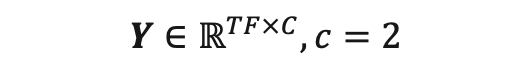 𝒀 ∈ ℝ^{𝑇𝐹×𝐶}, 𝑐 = 2